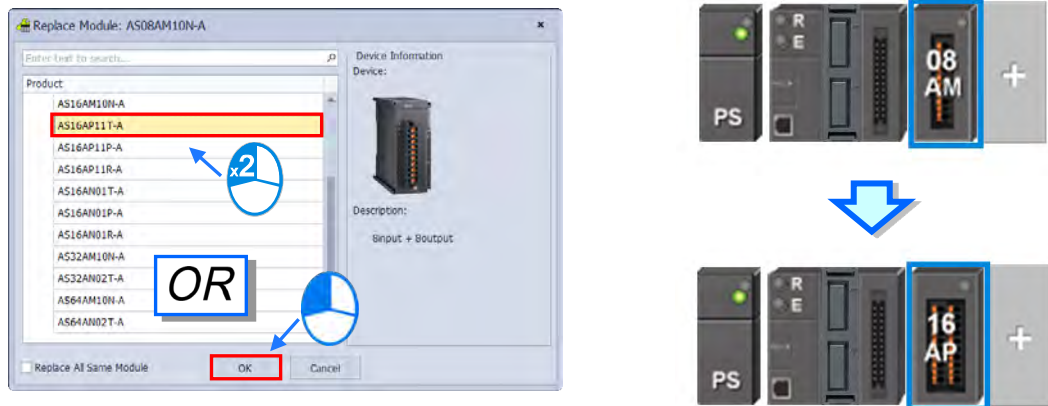 Replace Module: AS08AM10N-A
Enter text to search...
Product
AS16AM10N-A
AS16AP11T-A
AS16AP11P-A
AS16AP11R-A
AS16AN01T-A
AS16AN01P-A
AS16AN01R-A
AS32AM10N-A
AS32AN02T-A
AS64AM10N-A
AS64AN02T-A
x2
OR
Replace All Same Module
OK
Cancel
Device Information
Device:
Description:
8input + 8output
PS
R
E
08
AM
+
PS
R
E
16
AP
+